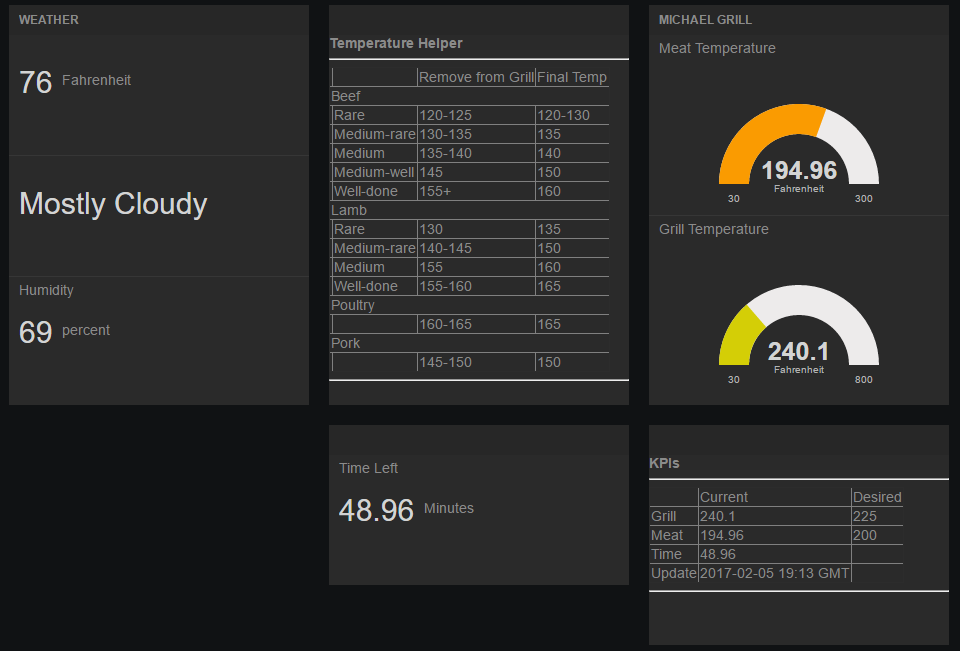 WEATHER
76 Fahrenheit
Mostly Cloudy
Humidity
69 percent
Temperature Helper
Remove from Grill Final Temp
Beef
Rare 120-125 120-130
Medium-rare 130-135 135
Medium 135-140 140
Medium-well 145 150
Well-done 155+ 160
Lamb
Rare 130 135
Medium-rare 140-145 150
Medium 155 160
Well-done 155-160 165
Poultry
160-165 165
Pork
145-150 150
MICHAEL GRILL
Meat Temperature
194.96
Fahrenheit
30 300
Grill Temperature
240.1
Fahrenheit
30 800
Time Left
48.96 Minutes
KPIs
Current Desired
Grill 240.1 225
Meat 194.96 200
Time 48.96
Update 2017-02-05 19:13 GMT